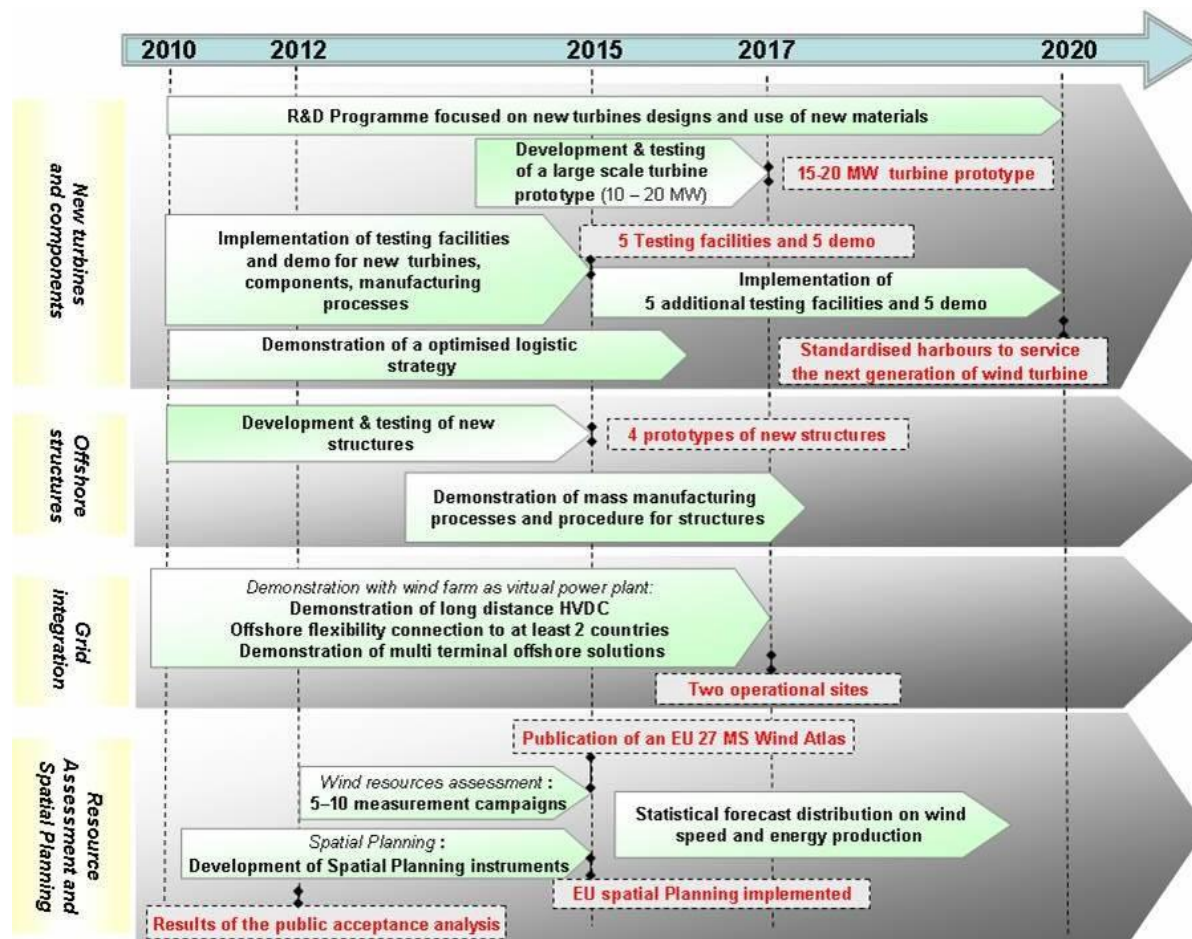 2010 2012 2015 2017 2020
New turbines
and components
R&D Programme focused on new turbines designs and use of new materials
Development & testing
of a large scale turbine
prototype (10 – 20 MW)
15-20 MW turbine prototype
Implementation of testing facilities
and demo for new turbines,
components, manufacturing
processes
5 Testing facilities and 5 demo
Implementation of
5 additional testing facilities and 5 demo
Demonstration of a optimised logistic
strategy
Standardised harbours to service
the next generation of wind turbine
Offshore
structures
Development & testing of new
structures
4 prototypes of new structures
Demonstration of mass manufacturing
processes and procedure for structures
Grid
integration
Demonstration with wind farm as virtual power plant:
Demonstration of long distance HVDC
Offshore flexibility connection to at least 2 countries
Demonstration of multi terminal offshore solutions
Two operational sites
Resource
Assessment and
Spatial Planning
Publication of an EU 27 MS Wind Atlas
Wind resources assessment :
5–10 measurement campaigns
Statistical forecast distribution on wind
speed and energy production
Spatial Planning :
Development of Spatial Planning instruments
EU spatial Planning implemented
Results of the public acceptance analysis